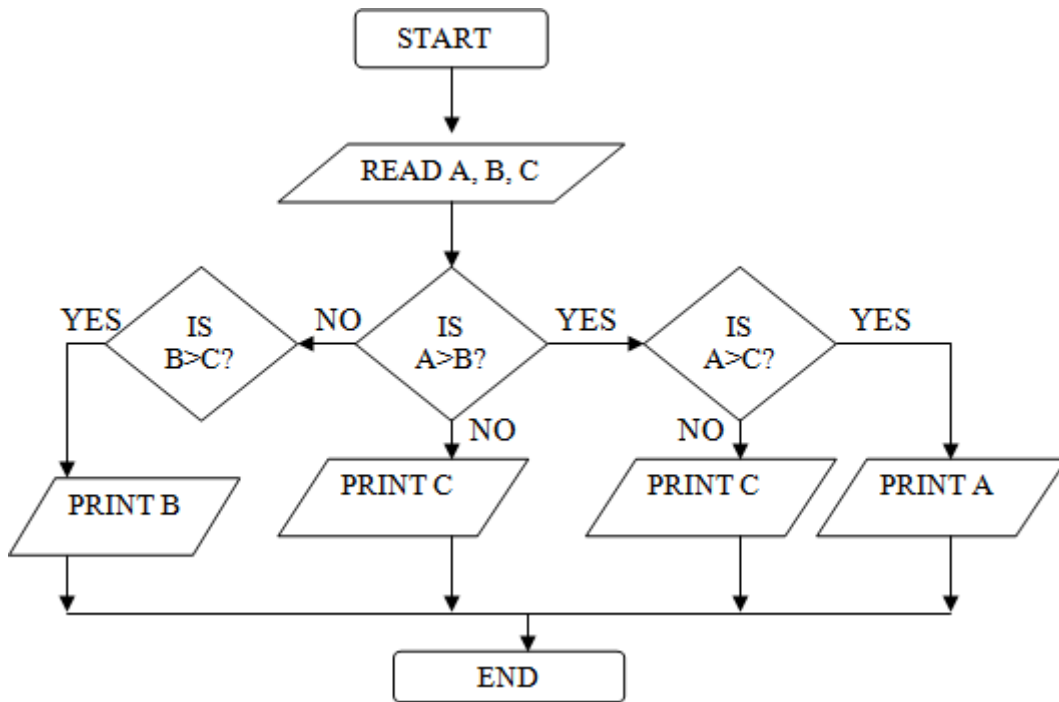 START
READ A, B, C
YES
IS
B>C?
NO
IS
A>B?
YES
IS
A>C?
YES
NO
NO
PRINT B
PRINT C
PRINT C
PRINT A
END